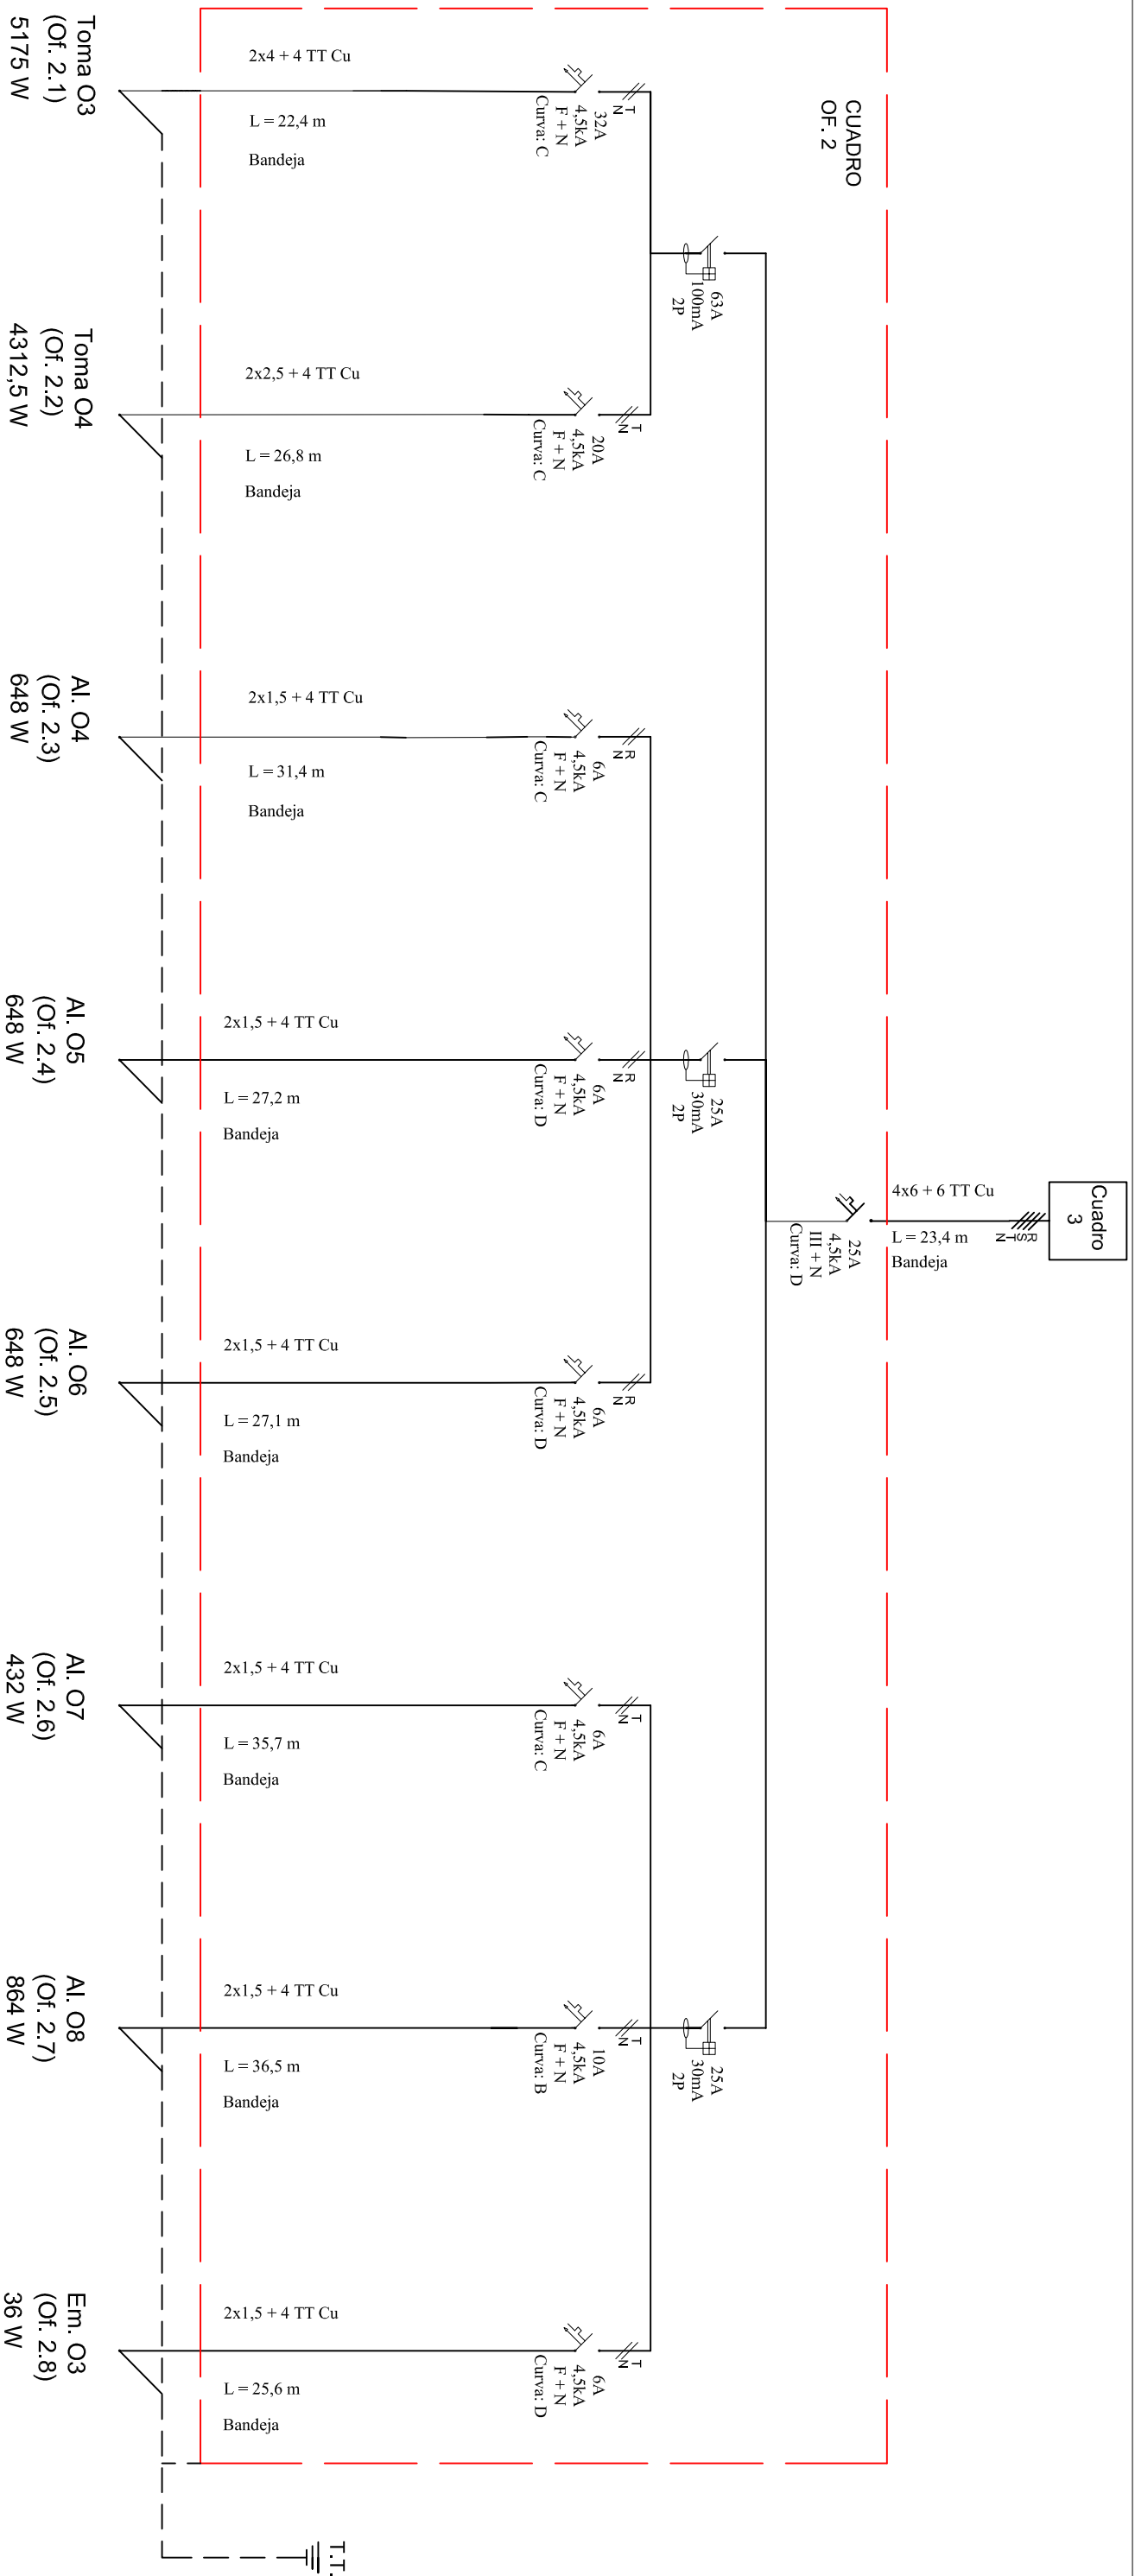 Cuadro
3
R
S
T
N
4x6 + 6 TT Cu
L = 23,4 m
Bandeja
CUADRO
OF. 2
25A
4,5kA
III + N
Curva: D
63A
100mA
2P
25A
30mA
2P
25A
30mA
2P
T
N
32A
4,5kA
F + N
Curva: C
2x4 + 4 TT Cu
L = 22,4 m
Bandeja
Toma O3
(Of. 2.1)
5175 W
T
N
20A
4,5kA
F + N
Curva: C
2x2,5 + 4 TT Cu
L = 26,8 m
Bandeja
Toma O4
(Of. 2.2)
4312,5 W
R
N
6A
4,5kA
F + N
Curva: C
2x1,5 + 4 TT Cu
L = 31,4 m
Bandeja
Al. O4
(Of. 2.3)
648 W
R
N
6A
4,5kA
F + N
Curva: D
2x1,5 + 4 TT Cu
L = 27,2 m
Bandeja
Al. O5
(Of. 2.4)
648 W
R
N
6A
4,5kA
F + N
Curva: D
2x1,5 + 4 TT Cu
L = 27,1 m
Bandeja
Al. O6
(Of. 2.5)
648 W
T
N
6A
4,5kA
F + N
Curva: C
2x1,5 + 4 TT Cu
L = 35,7 m
Bandeja
Al. O7
(Of. 2.6)
432 W
T
N
10A
4,5kA
F + N
Curva: B
2x1,5 + 4 TT Cu
L = 36,5 m
Bandeja
Al. O8
(Of. 2.7)
864 W
T
N
6A
4,5kA
F + N
Curva: D
2x1,5 + 4 TT Cu
L = 25,6 m
Bandeja
Em. O3
(Of. 2.8)
36 W
T.T.